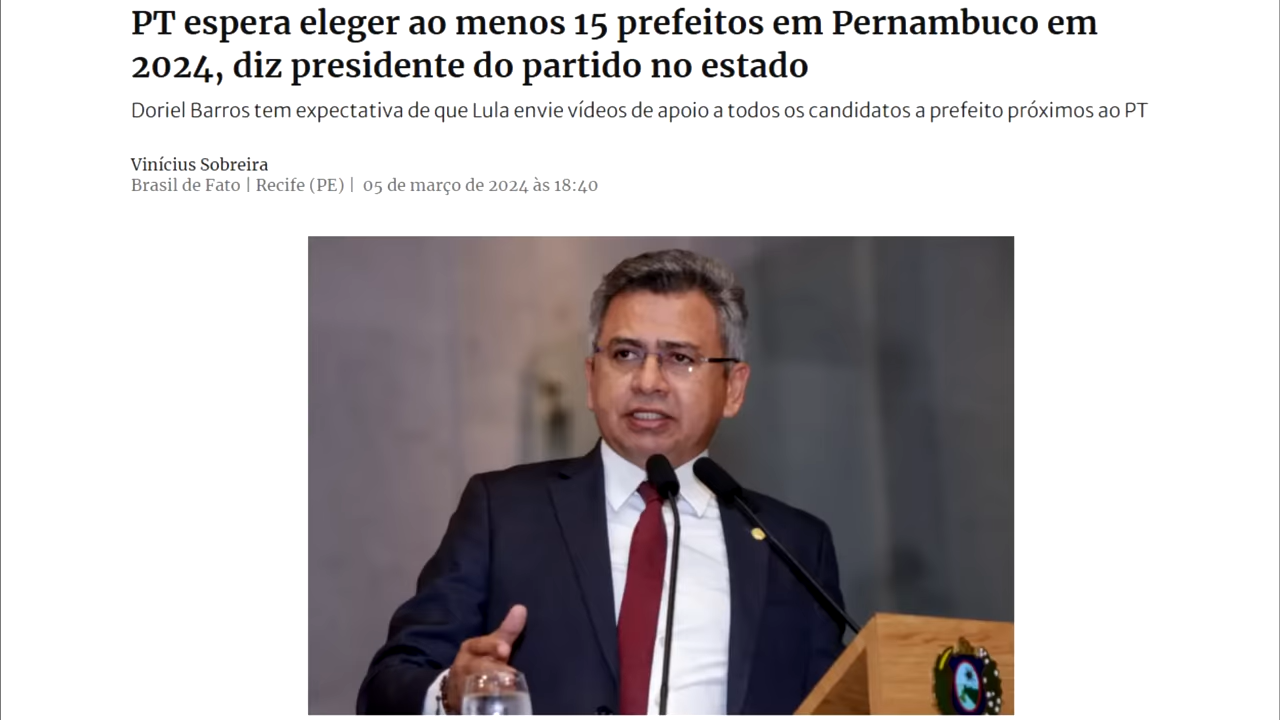 PT espera eleger ao menos 15 prefeitos em Pernambuco em
2024, diz presidente do partido no estado
Doriel Barros tem expectativa de que Lula envie vídeos de apoio a todos os candidatos a prefeito próximos ao PT
Vinícius Sobreira
Brasil de Fato | Recife (PE) | 05 de março de 2024 às 18:40